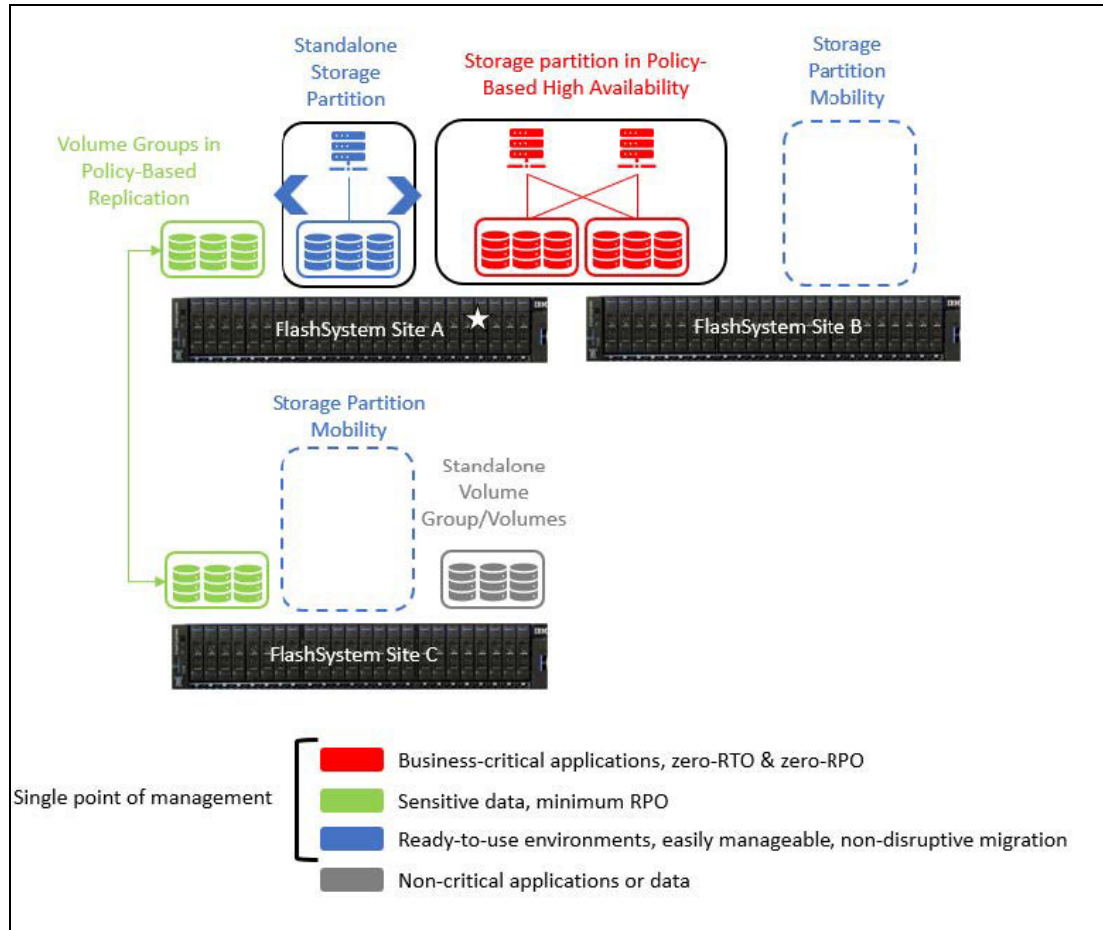 Standalone
Storage
Partition
Storage partition in Policy-
Based High Availability
Storage
Partition
Mobility
Volume Groups in
Policy-Based
Replication
FlashSystem Site A
IBM
FlashSystem Site B
IBM
Storage Partition
Mobility
Standalone
Volume
Group/Volumes
FlashSystem Site C
IBM
Single point of management
Business-critical applications, zero-RTO & zero-RPO
Sensitive data, minimum RPO
Ready-to-use environments, easily manageable, non-disruptive migration
Non-critical applications or data